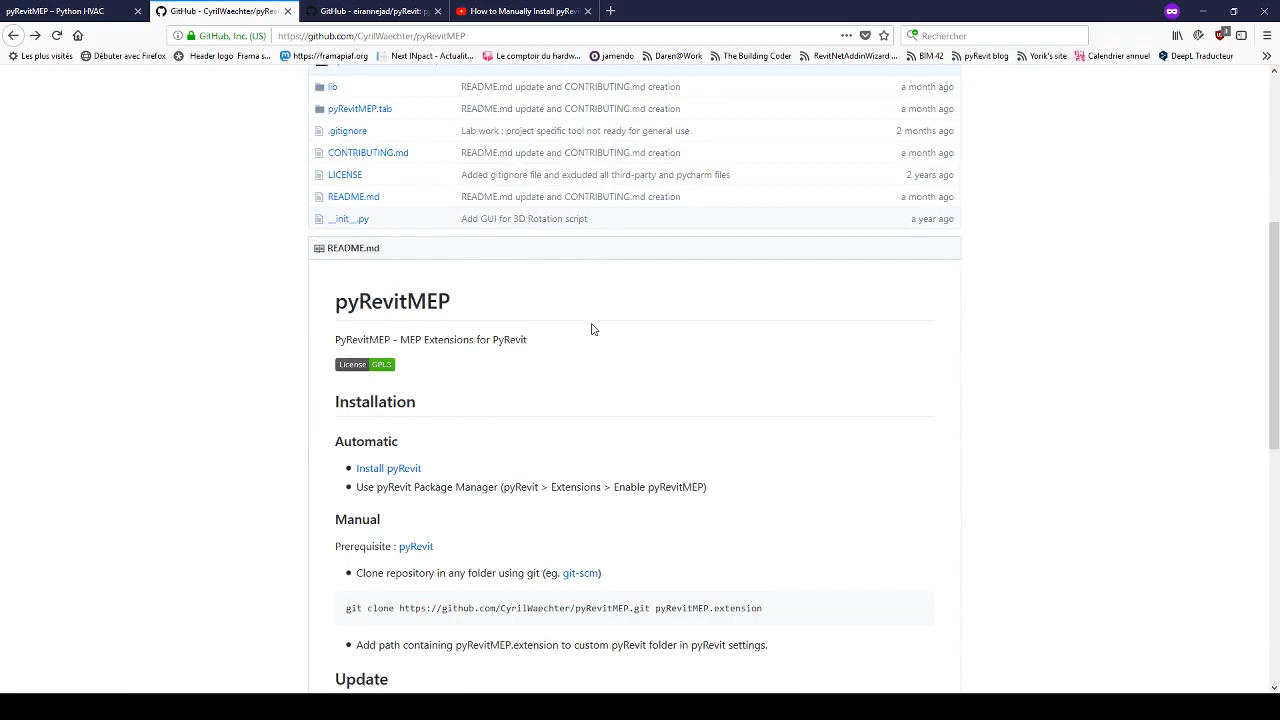 pyRevitMEP – Python HVAC
GitHub - CyrilWaechter/pyRevi
GitHub - eirannejad/pyRevit: py
How to Manually Install pyRevi
GitHub, Inc. (US)
https://github.com/CyrilWaechter/pyRevitMEP
Rechercher
Les plus visités
Débuter avec Firefox
Header logo Frama...
https://framapiaf.org
Next INpact - Actualit...
Le comptoir du hardw...
jamendo
Daren@Work
The Building Coder
RevitNetAddinWizard ...
BIM 42
pyRevit blog
Yorik's site
Calendrier annuel
DeepL Traducteur
lib README.md update and CONTRIBUTING.md creation a month ago
pyRevitMEP.tab README.md update and CONTRIBUTING.md creation a month ago
.gitignore Lab work : project specific tool not ready for general use 2 months ago
CONTRIBUTING.md README.md update and CONTRIBUTING.md creation a month ago
LICENSE Added gitignore file and exduded all third-party and pycharm files 2 years ago
README.md README.md update and CONTRIBUTING.md creation a month ago
__init__.py Add GUI for 3D Rotation script a year ago
README.md
pyRevitMEP
PyRevitMEP - MEP Extensions for PyRevit
License GPL3
Installation
Automatic
• Install pyRevit
• Use pyRevit Package Manager (pyRevit > Extensions > Enable pyRevitMEP)
Manual
Prerequisite : pyRevit
• Clone repository in any folder using git (eg. git-scm)
git clone https://github.com/CyrilWaechter/pyRevitMEP.git pyRevitMEP.extension
• Add path containing pyRevitMEP.extension to custom pyRevit folder in pyRevit settings.
Update